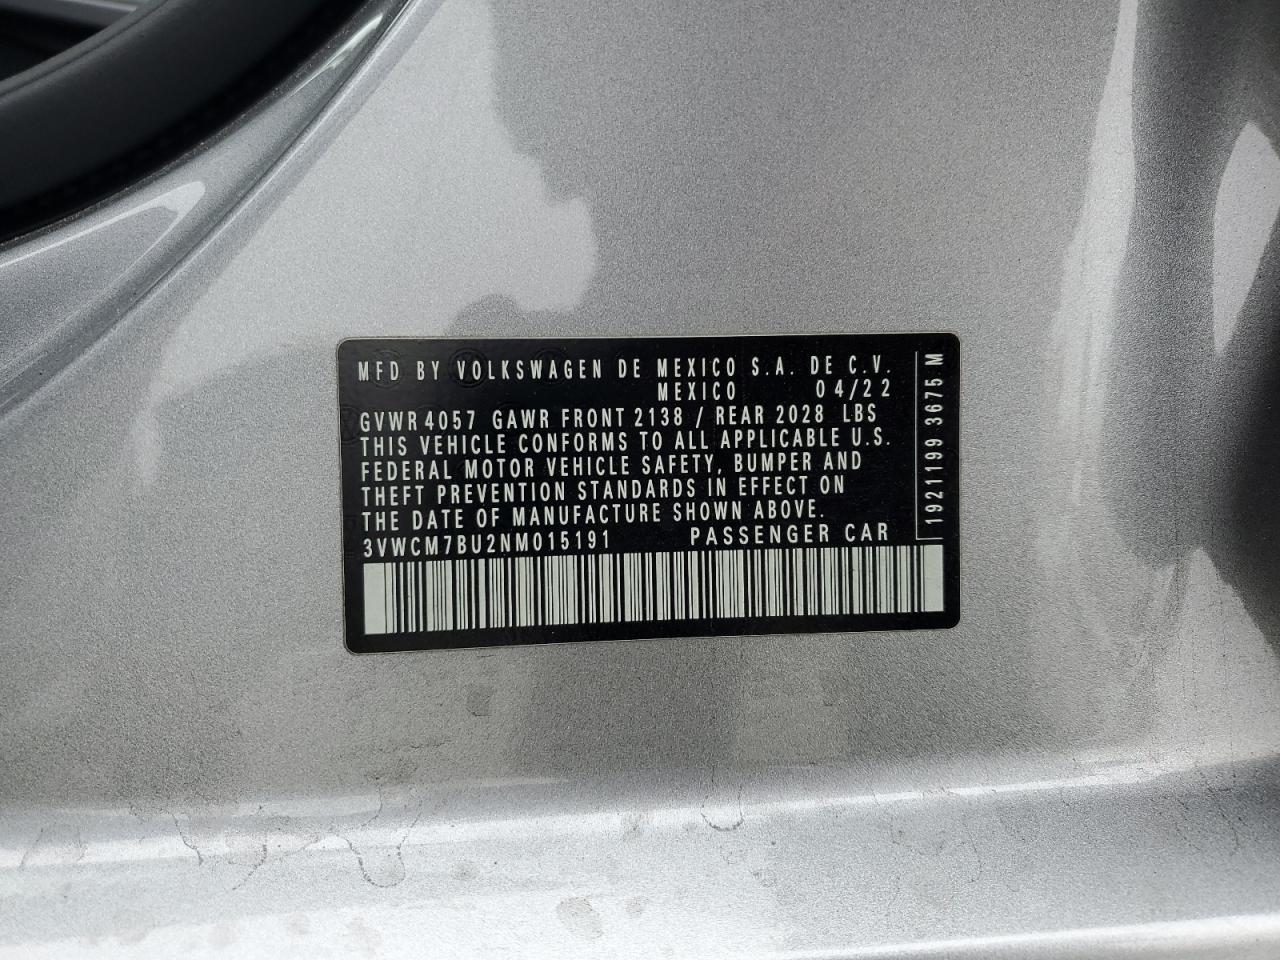 MFD BY VOLKSWAGEN DE MEXICO S.A. DE C.V.
MEXICO 04/22
GVWR 4057 GAWR FRONT 2138 / REAR 2028 LBS
THIS VEHICLE CONFORMS TO ALL APPLICABLE U.S.
FEDERAL MOTOR VEHICLE SAFETY, BUMPER AND
THEFT PREVENTION STANDARDS IN EFFECT ON
THE DATE OF MANUFACTURE SHOWN ABOVE.
3VWCM7BU2NM015191 PASSENGER CAR
1921199 3675 M